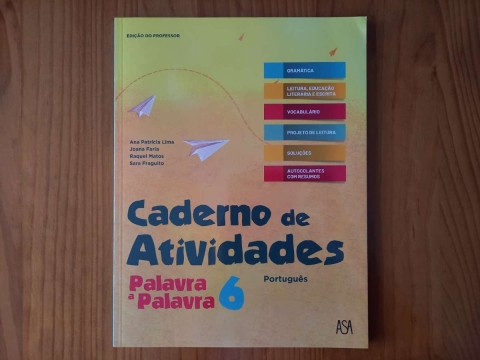 EDIÇÃO DO PROFESSOR
GRAMÁTICA
LEITURA, EDUCAÇÃO
LITERÁRIA E ESCRITA
VOCABULÁRIO
PROJETO DE LEITURA
SOLUÇÕES
AUTOCOLANTES
COM RESUMOS
Ana Patrícia Lima
Joana Faria
Raquel Matos
Sara Fraguito
Caderno de
Atividades
Palavra
a Palavra 6
Português
ASA